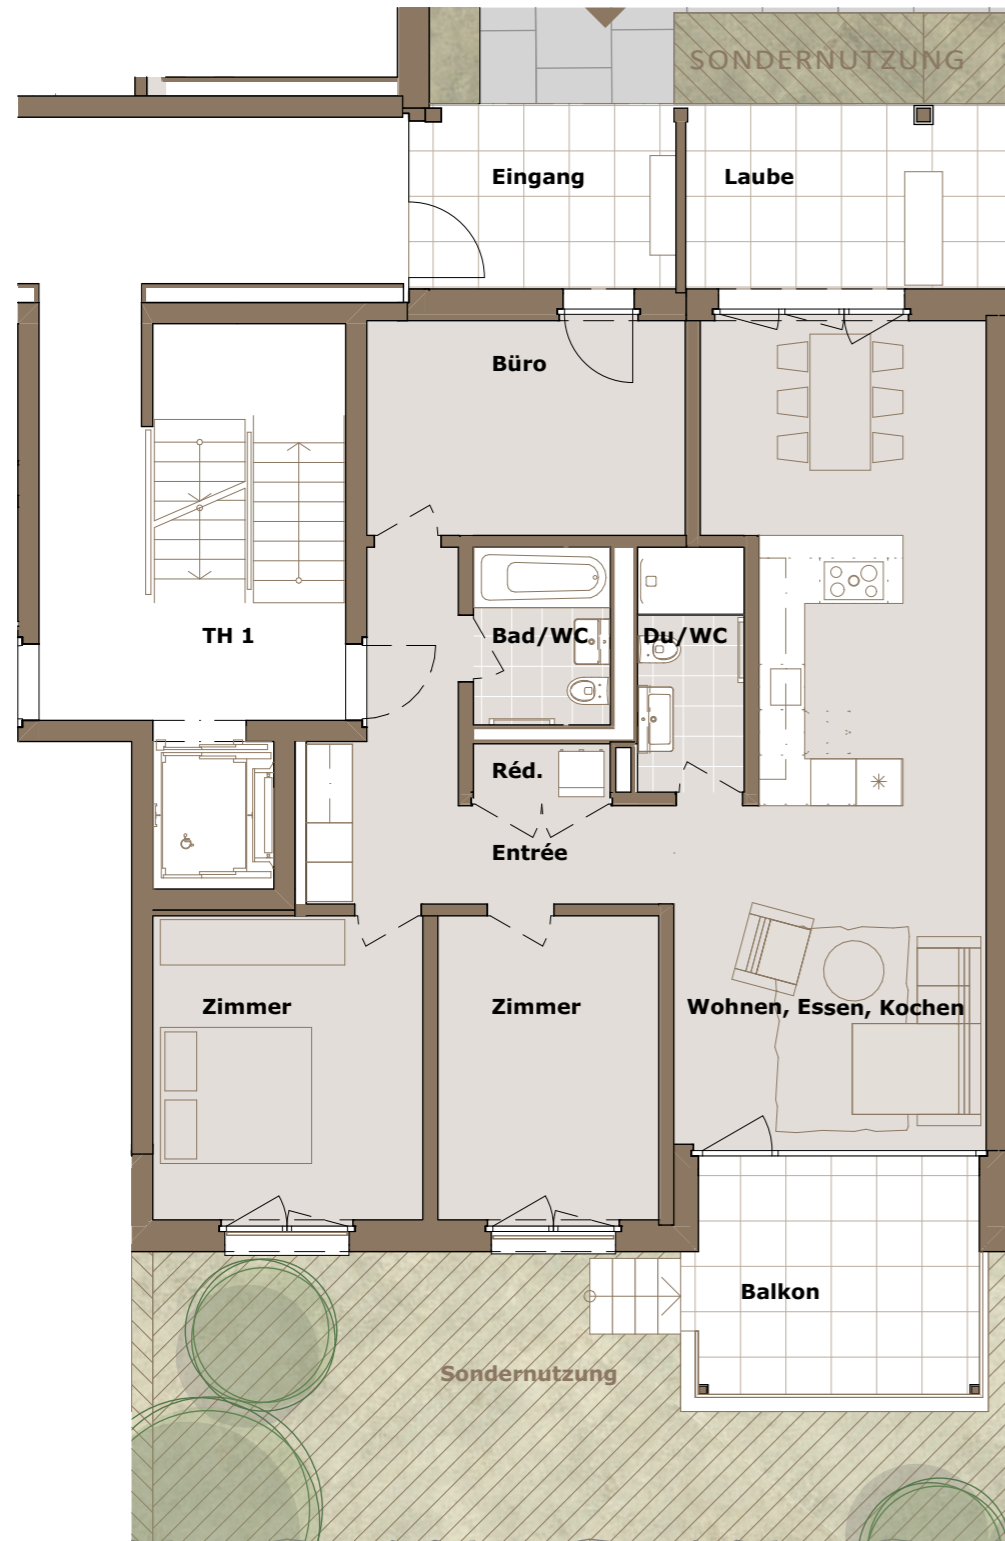 SONDERNUTZUNG
Eingang
Laube
Büro
TH 1
Bad/WC
Du/WC
Réd.
Entrée
Zimmer
Zimmer
Wohnen, Essen, Kochen
Balkon
Sondernutzung